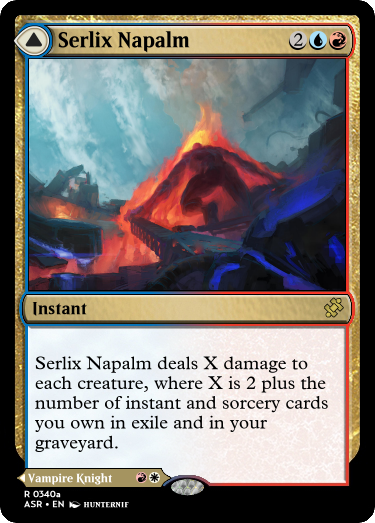 Serlix Napalm 2
Instant
Serlix Napalm deals X damage to
each creature, where X is 2 plus the
number of instant and sorcery cards
you own in exile and in your
graveyard.
Vampire Knight
R 0340a
ASR • EN HUNTERNIF